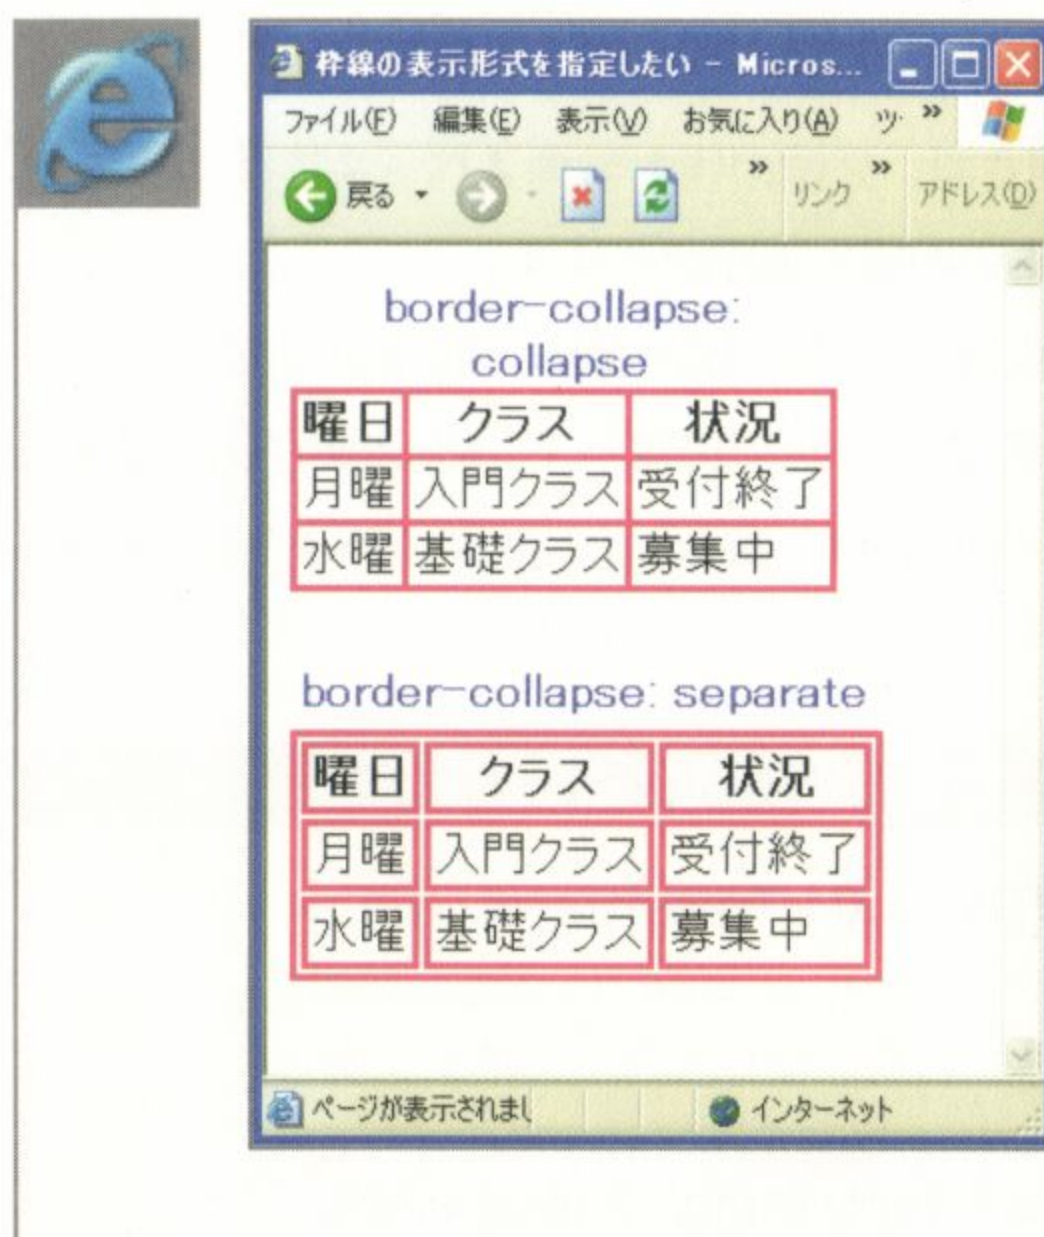 枠線の表示形式を指定したい - Micros...
ファイル(F) 編集(E) 表示(V) お気に入り(A) ツ
戻る リンク アドレス(D)
border-collapse:
collapse
曜日 クラス 状況
月曜 入門クラス 受付終了
水曜 基礎クラス 募集中
border-collapse: separate
曜日 クラス 状況
月曜 入門クラス 受付終了
水曜 基礎クラス 募集中
ページが表示されまし インターネット